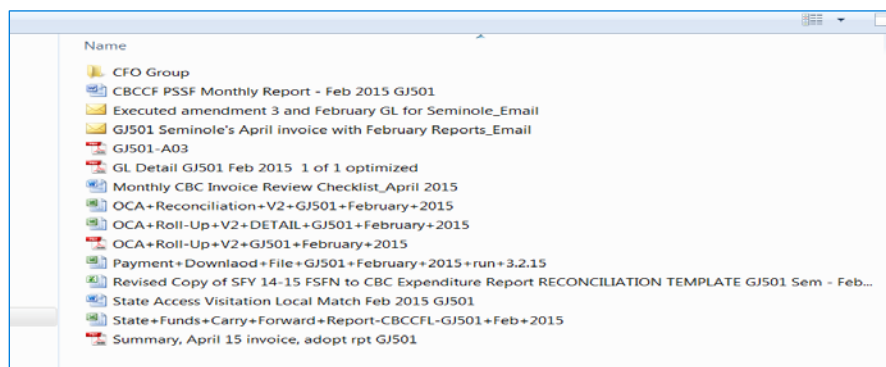 Name
CFO Group
CBCCF PSSF Monthly Report - Feb 2015 GJ501
Executed amendment 3 and February GL for Seminole_Email
GJ501 Seminole's April invoice with February Reports_Email
GJ501-A03
GL Detail GJ501 Feb 2015  1 of 1 optimized
Monthly CBC Invoice Review Checklist_April 2015
OCA+Reconciliation+V2+GJ501+February+2015
OCA+Roll-Up+V2+DETAIL+GJ501+February+2015
OCA+Roll-Up+V2+GJ501+February+2015
Payment+Downlaod+File+GJ501+February+2015+run+3.2.15
Revised Copy of SFY 14-15 FSFN to CBC Expenditure Report RECONCILIATION TEMPLATE GJ501 Sem - Feb...
State Access Visitation Local Match Feb 2015 GJ501
State+Funds+Carry+Forward+Report-CBCCFL-GJ501+Feb+2015
Summary, April 15 invoice, adopt rpt GJ501